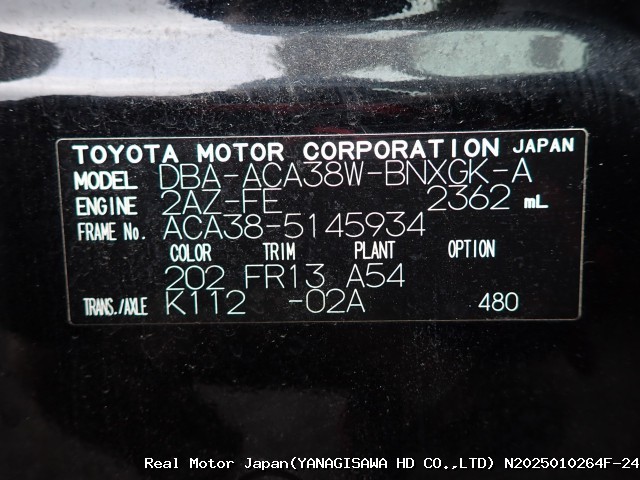 TOYOTA MOTOR CORPORATION JAPAN
MODEL DBA-ACA38W-BNXGK-A
ENGINE 2AZ-FE 2362 mL
FRAME No. ACA38-5145934
COLOR TRIM PLANT OPTION
202 FR13 A54
TRANS./AXLE K112 -02A 480
Real Motor Japan(YANAGISAWA HD CO.,LTD) N2025010264F-24